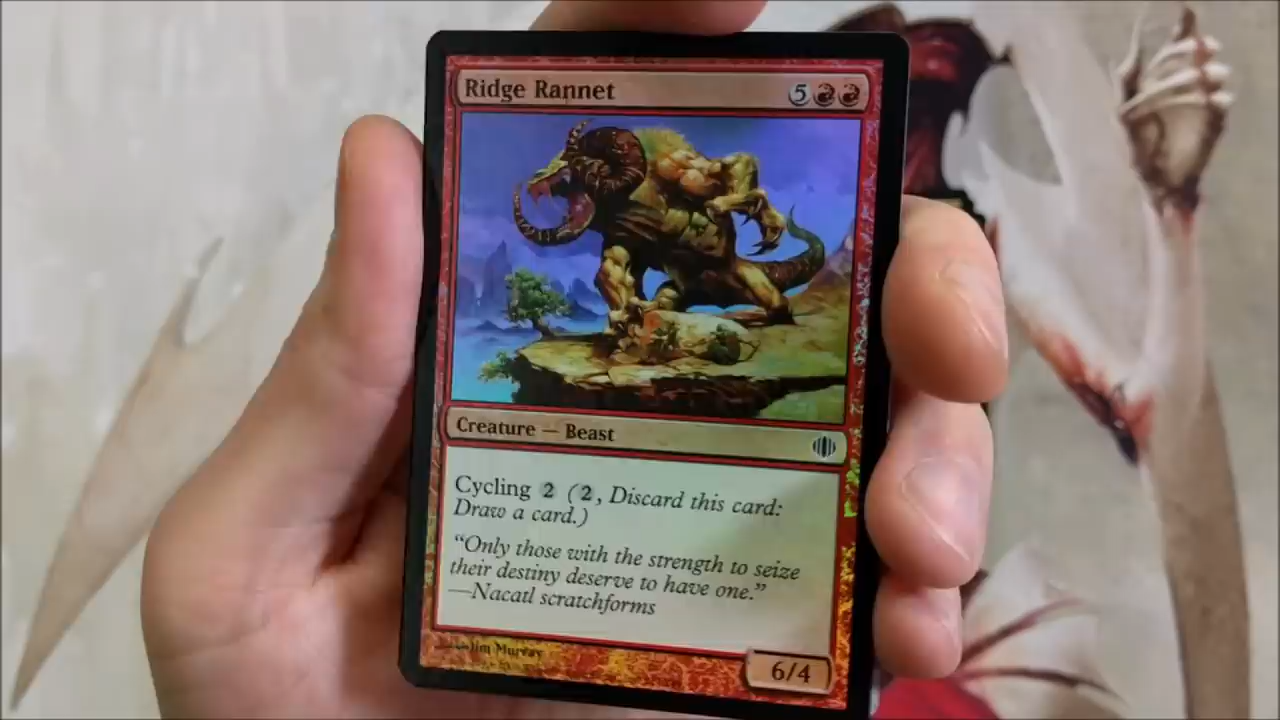 Ridge Rannet 5
Creature — Beast
Cycling 2 (2, Discard this card:
Draw a card.)
"Only those with the strength to seize
their destiny deserve to have one."
—Nacatl scratchforms
Jim Murray
6/4